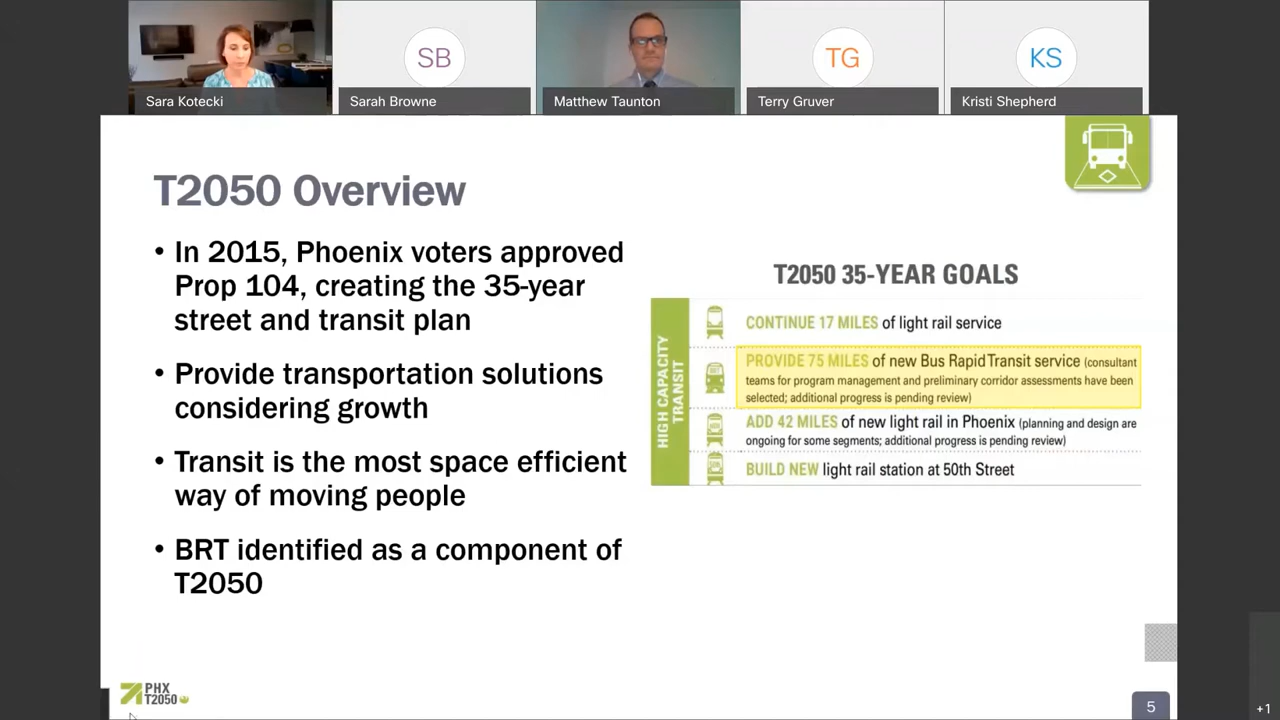 SB
TG
KS
Sara Kotecki
Sarah Browne
Matthew Taunton
Terry Gruver
Kristi Shepherd
T2050 Overview
• In 2015, Phoenix voters approved
Prop 104, creating the 35-year
street and transit plan
• Provide transportation solutions
considering growth
• Transit is the most space efficient
way of moving people
• BRT identified as a component of
T2050
T2050 35-YEAR GOALS
HIGH CAPACITY
TRANSIT
CONTINUE 17 MILES of light rail service
PROVIDE 75 MILES of new Bus Rapid Transit service (consultant
teams for program management and preliminary corridor assessments have been
selected; additional progress is pending review)
ADD 42 MILES of new light rail in Phoenix (planning and design are
ongoing for some segments; additional progress is pending review)
BUILD NEW light rail station at 50th Street
PHX
T2050
5
+1